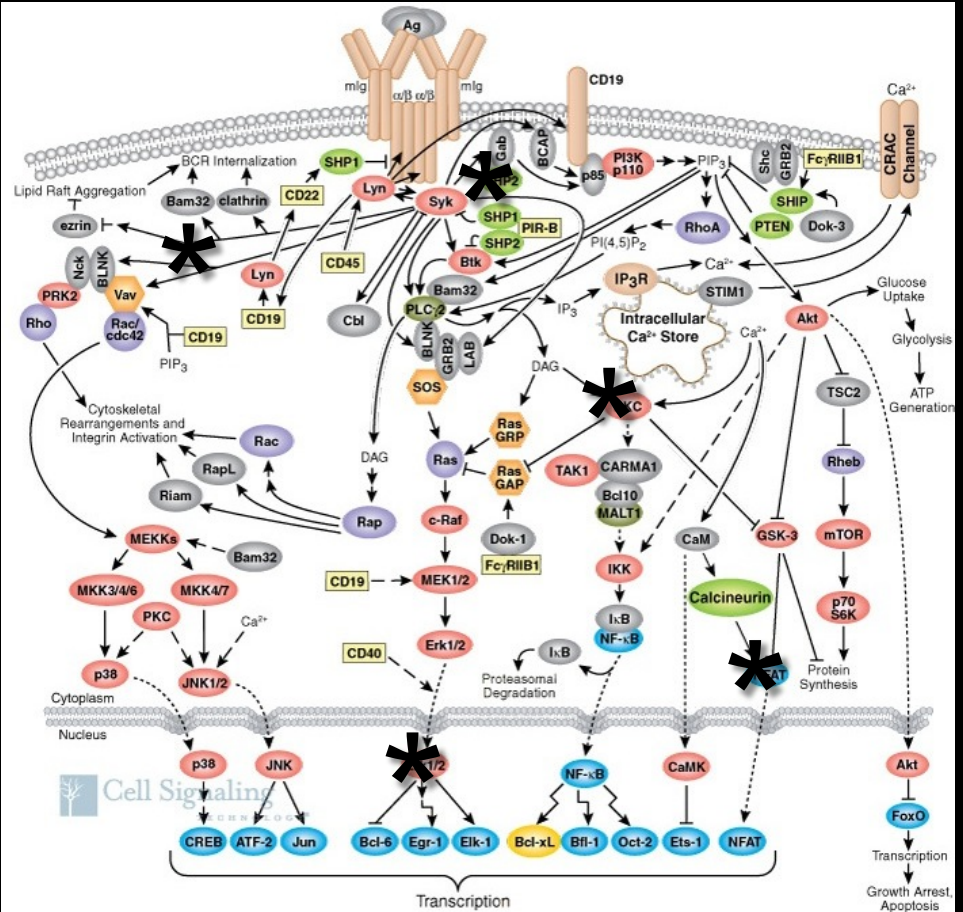 Ag
mIg
α/β α/β
mIg
CD19
Ca²⁺
CRAC
Channel
BCR Internalization
SHP1
Lyn
Gab
BCAP
p85
PI3K
p110
PIP₃
Shc
GRB2
FcγRIIB1
Lipid Raft Aggregation
Bam32
clathrin
CD22
Syk
SHIP
ezrin
SHP1
PIR-B
SHP2
RhoA
PTEN
Dok-3
PI(4,5)P₂
Nck
BLNK
Lyn
CD45
Btk
IP₃R
Ca²⁺
PRK2
Vav
Bam32
STIM1
Glucose
Uptake
Rho
Rac/
cdc42
CD19
CD19
PIP₃
Cbl
PLCγ2
IP₃
Intracellular
Ca²⁺ Store
Akt
Ca²⁺
BLNK
GRB2
LAB
Glycolysis
DAG
SOS
TSC2
ATP
Generation
Cytoskeletal
Rearrangements and
Integrin Activation
Rac
Ras
GRP
RapL
DAG
Ras
Ras
GAP
TAK1
CARMA1
Rheb
Riam
Bcl10
MALT1
Rap
c-Raf
Dok-1
FcγRIIB1
MEKKs
Bam32
CaM
GSK-3
mTOR
MKK3/4/6
MKK4/7
CD19
MEK1/2
IKK
Calcineurin
p70
S6K
PKC
Ca²⁺
IκB
NF-κB
CD40
Erk1/2
IκB
p38
JNK1/2
Proteasomal
Degradation
Protein
Synthesis
Cytoplasm
Nucleus
p38
JNK
NF-κB
CaMK
Akt
Cell Signaling
TECHNOLOGY
CREB
ATF-2
Jun
Bcl-6
Egr-1
Elk-1
Bcl-xL
Bfl-1
Oct-2
Ets-1
NFAT
FoxO
Transcription
Transcription
Growth Arrest,
Apoptosis